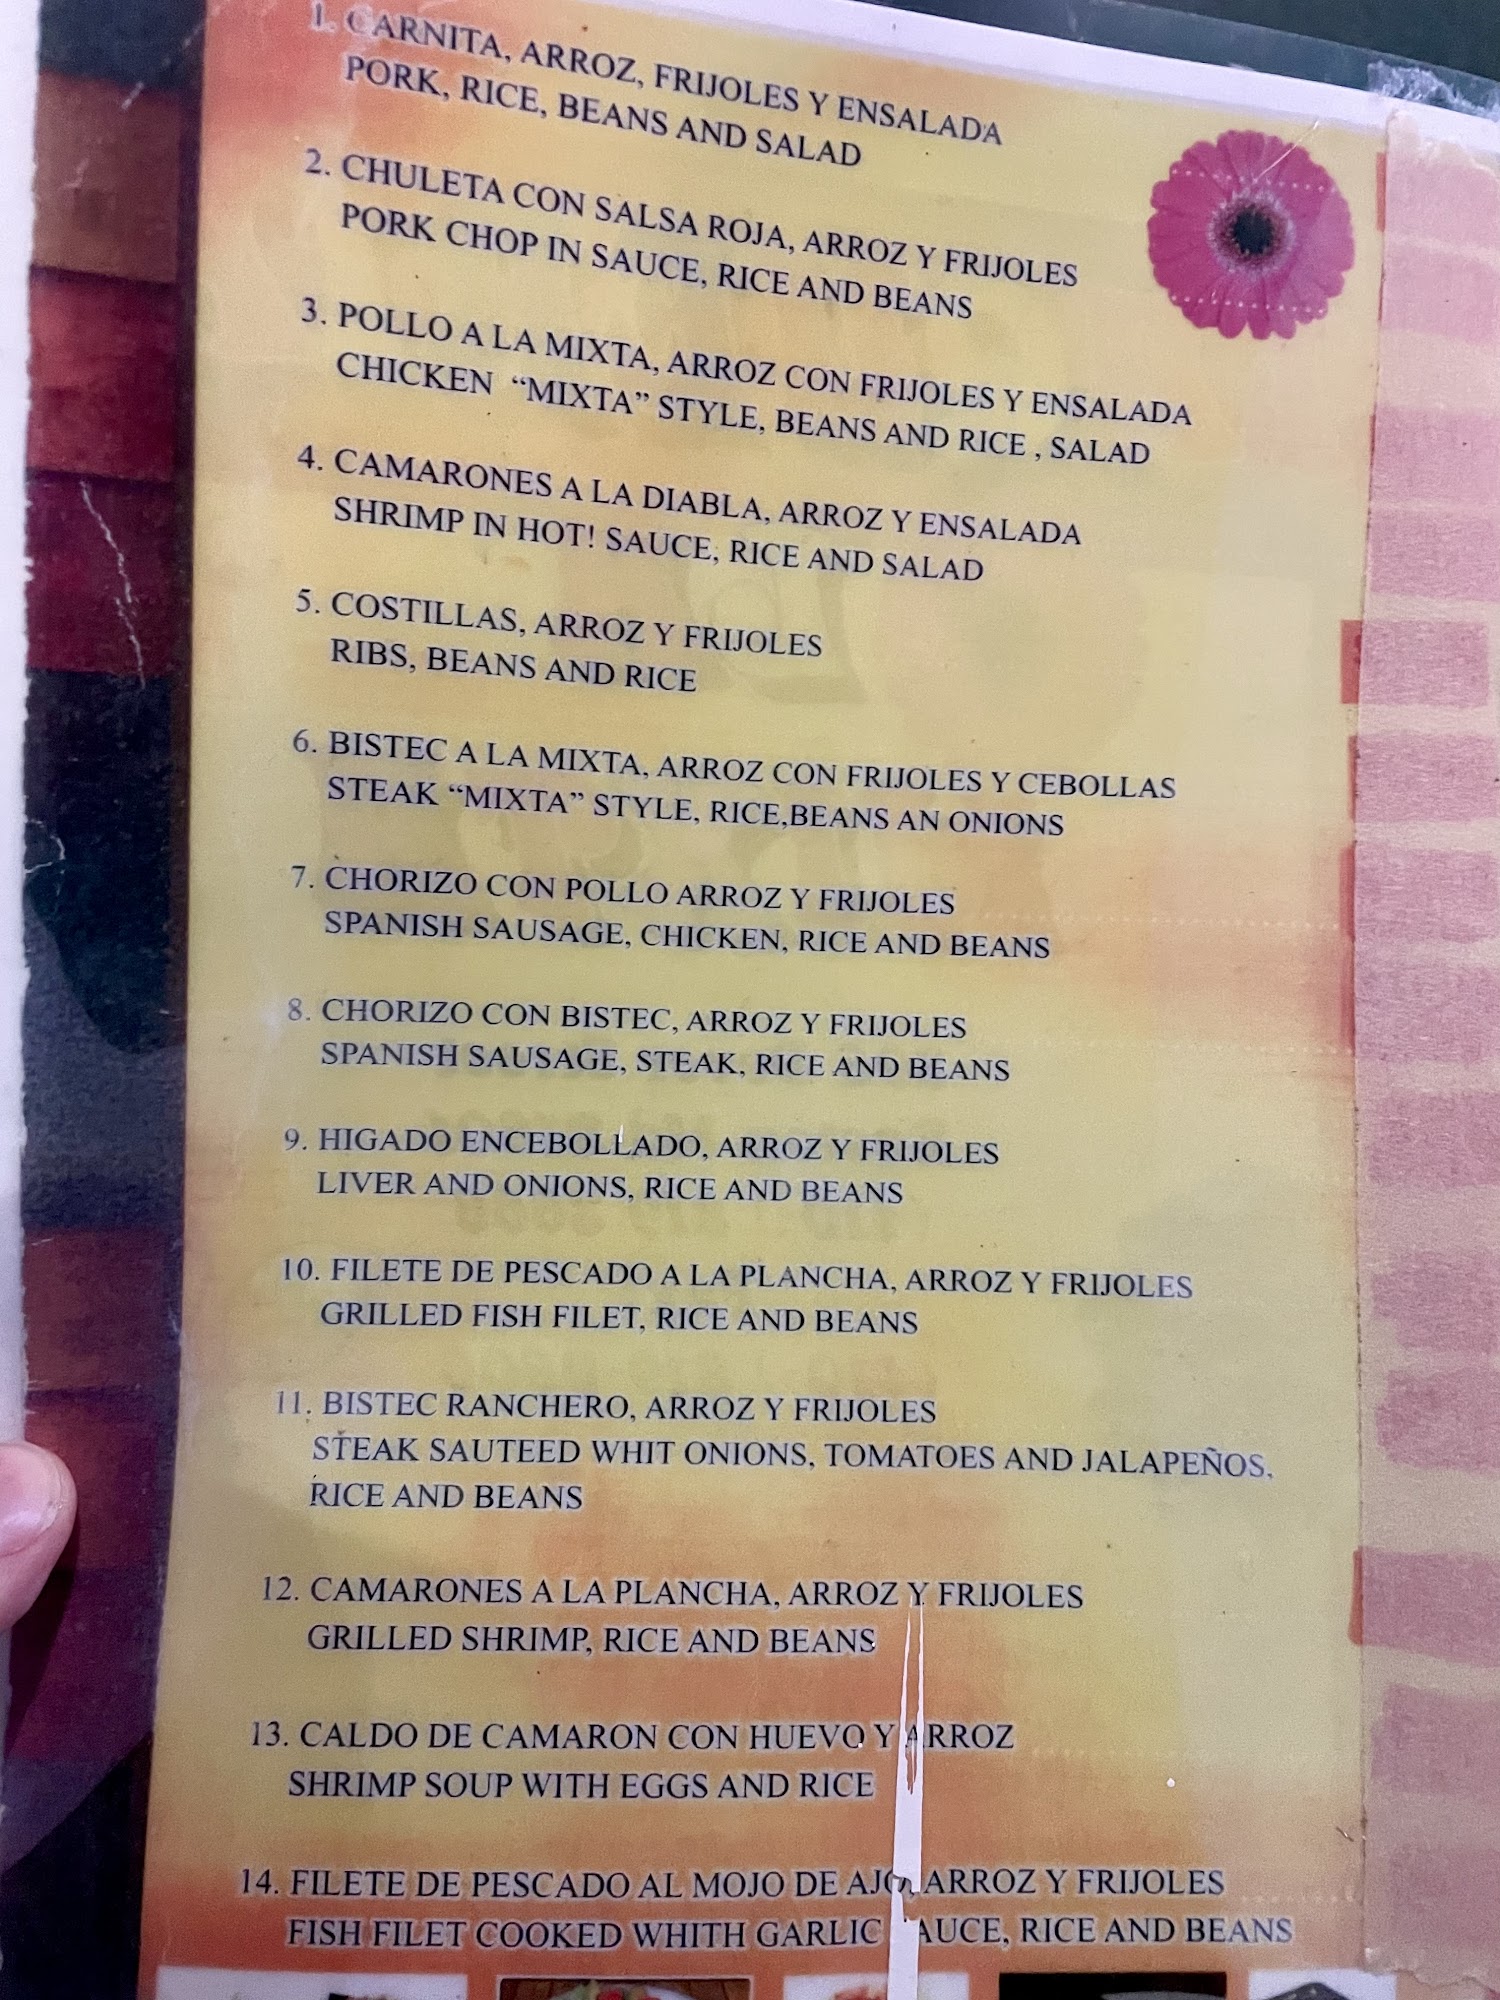 1. CARNITA, ARROZ, FRIJOLES Y ENSALADA
PORK, RICE, BEANS AND SALAD
2. CHULETA CON SALSA ROJA, ARROZ Y FRIJOLES
PORK CHOP IN SAUCE, RICE AND BEANS
3. POLLO A LA MIXTA, ARROZ CON FRIJOLES Y ENSALADA
CHICKEN “MIXTA” STYLE, BEANS AND RICE , SALAD
4. CAMARONES A LA DIABLA, ARROZ Y ENSALADA
SHRIMP IN HOT! SAUCE, RICE AND SALAD
5. COSTILLAS, ARROZ Y FRIJOLES
RIBS, BEANS AND RICE
6. BISTEC A LA MIXTA, ARROZ CON FRIJOLES Y CEBOLLAS
STEAK “MIXTA” STYLE, RICE,BEANS AN ONIONS
7. CHORIZO CON POLLO ARROZ Y FRIJOLES
SPANISH SAUSAGE, CHICKEN, RICE AND BEANS
8. CHORIZO CON BISTEC, ARROZ Y FRIJOLES
SPANISH SAUSAGE, STEAK, RICE AND BEANS
9. HIGADO ENCEBOLLADO, ARROZ Y FRIJOLES
LIVER AND ONIONS, RICE AND BEANS
10. FILETE DE PESCADO A LA PLANCHA, ARROZ Y FRIJOLES
GRILLED FISH FILET, RICE AND BEANS
11. BISTEC RANCHERO, ARROZ Y FRIJOLES
STEAK SAUTEED WHIT ONIONS, TOMATOES AND JALAPEÑOS,
RICE AND BEANS
12. CAMARONES A LA PLANCHA, ARROZ Y FRIJOLES
GRILLED SHRIMP, RICE AND BEANS
13. CALDO DE CAMARON CON HUEVO Y ARROZ
SHRIMP SOUP WITH EGGS AND RICE
14. FILETE DE PESCADO AL MOJO DE AJO, ARROZ Y FRIJOLES
FISH FILET COOKED WHITH GARLIC SAUCE, RICE AND BEANS